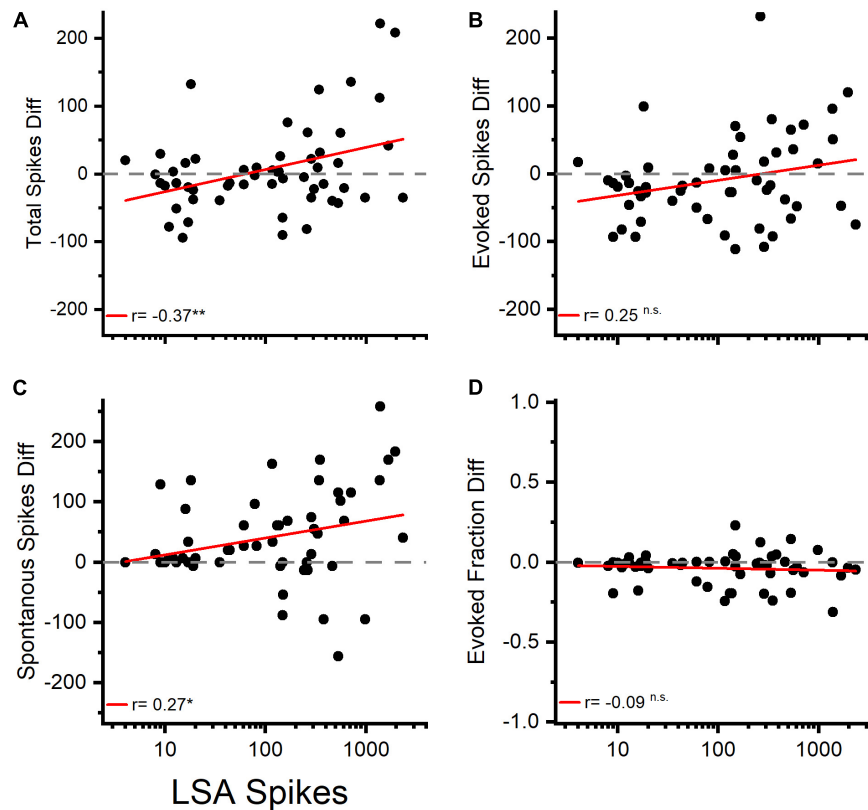 A
Total Spikes Diff
200
100
0
-100
-200
r= -0.37**
B
Evoked Spikes Diff
200
100
0
-100
-200
r= 0.25 n.s.
C
Spontanous Spikes Diff
200
100
0
-100
-200
r= 0.27*
10
100
1000
LSA Spikes
D
Evoked Fraction Diff
1.0
0.5
0.0
-0.5
-1.0
r= -0.09 n.s.
10
100
1000